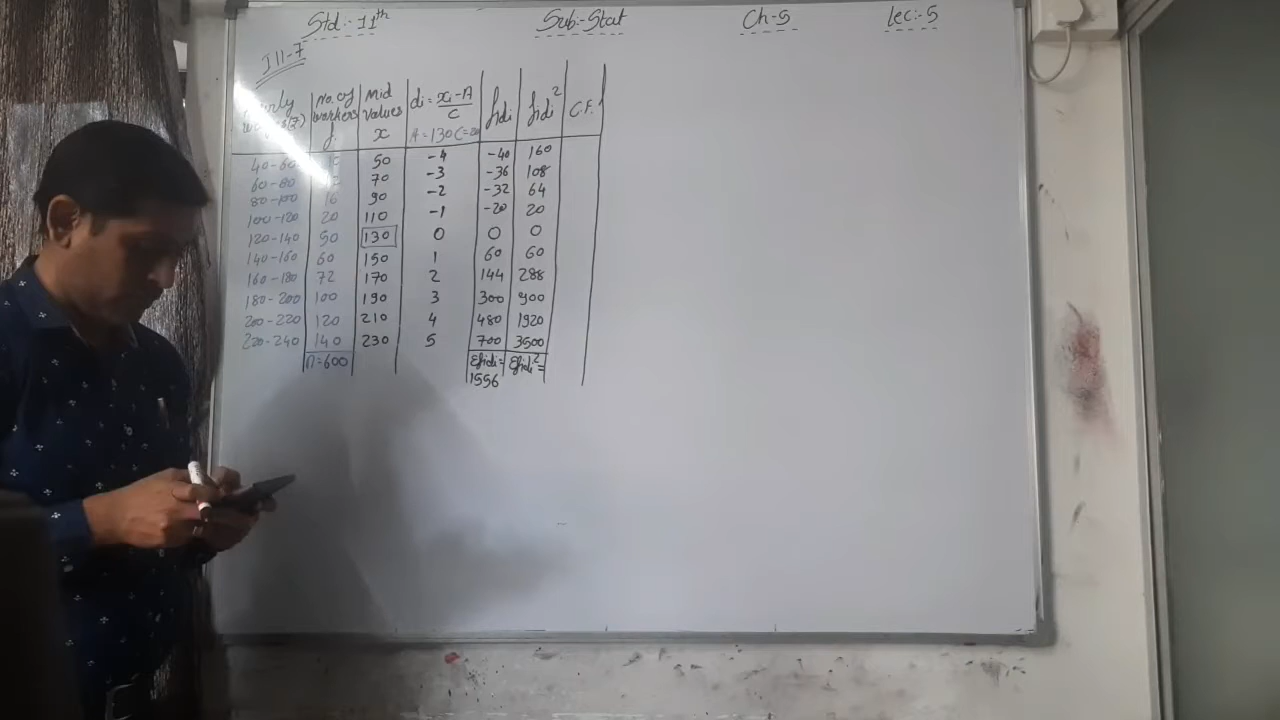 Std:- 11th Sub:- Stat Ch-5 Lec:-5
Ill-7
No. of workers f Mid values x di = xi-A/C A=130 fidi fidi² C.F.
40-60 50 -4 -40 160
60-80 70 -3 -36 108
80-100 16 90 -2 -32 64
100-120 20 110 -1 -20 20
120-140 50 130 0 0 0
140-160 60 150 1 60 60
160-180 72 170 2 144 288
180-200 100 190 3 300 900
200-220 120 210 4 480 1920
220-240 140 230 5 700 3500
n=600 Σfidi= 1556 Σfidi²=